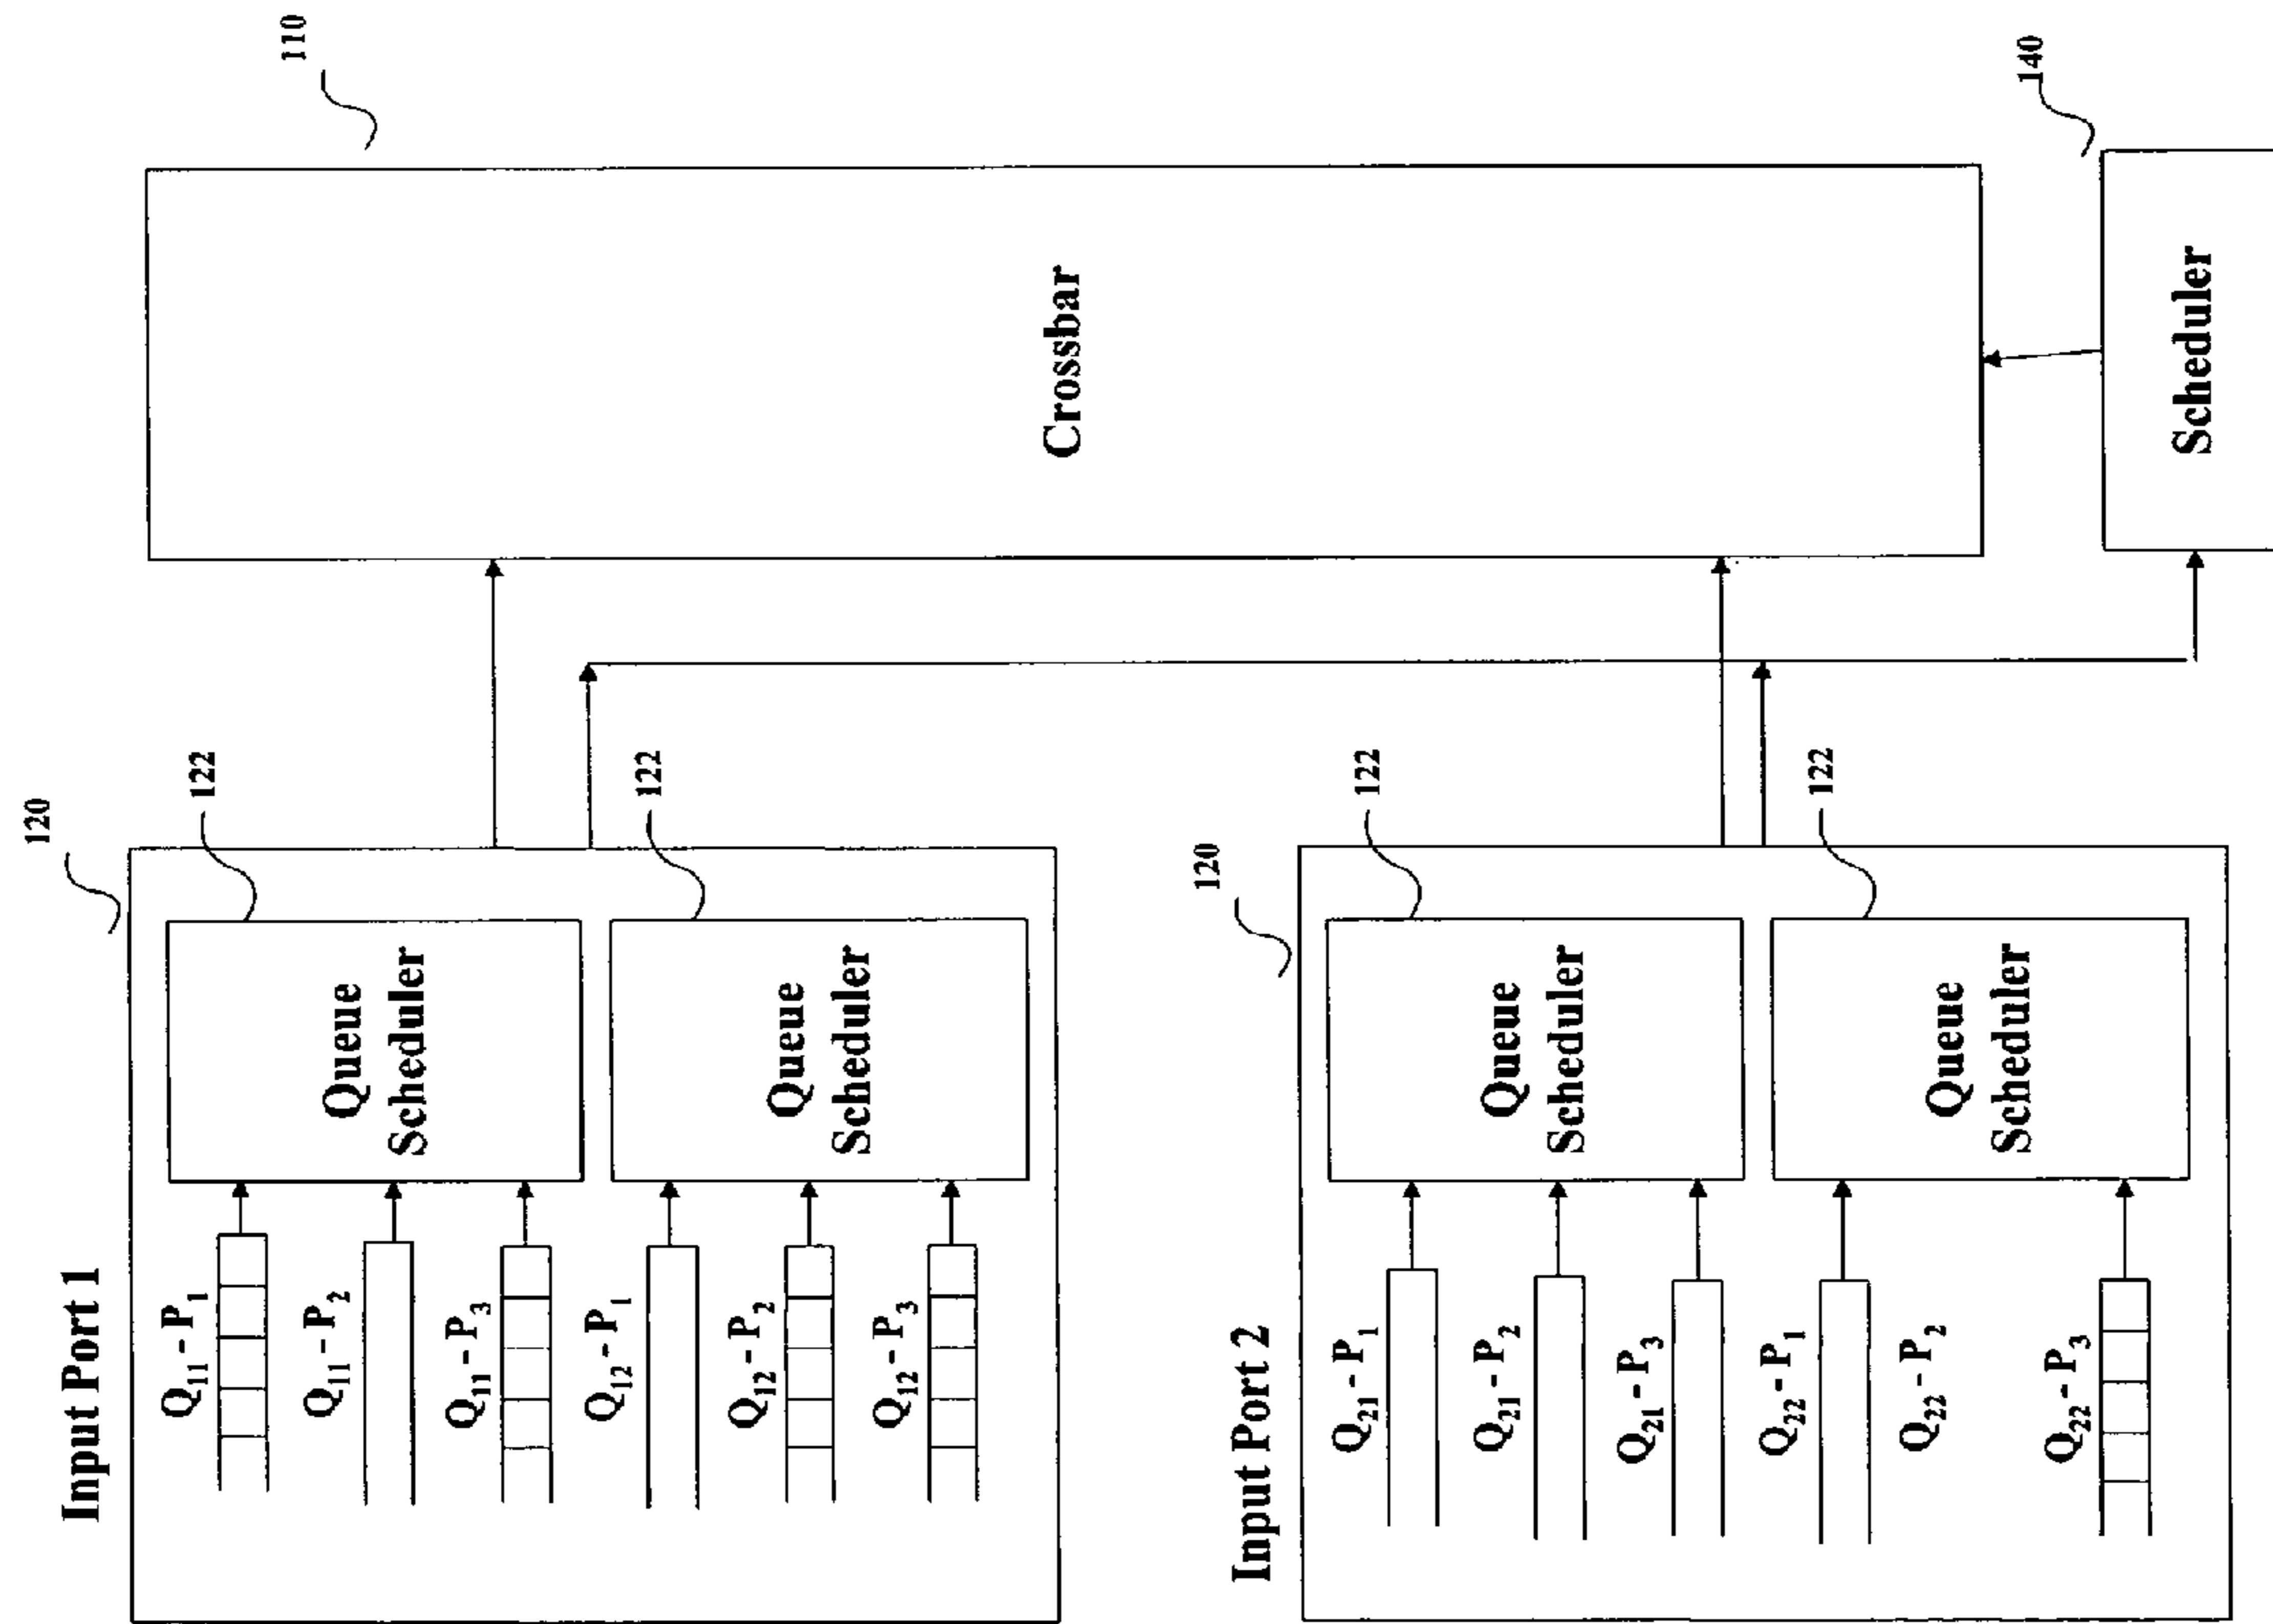 Input Port 1
120
Q11 - P1
Q11 - P2
Q11 - P3
Q12 - P1
Q12 - P2
Q12 - P3
Queue
Scheduler
122
Queue
Scheduler
122
Input Port 2
120
Q21 - P1
Q21 - P2
Q21 - P3
Q22 - P1
Q22 - P2
Q22 - P3
Queue
Scheduler
122
Queue
Scheduler
122
Crossbar
110
Scheduler
140